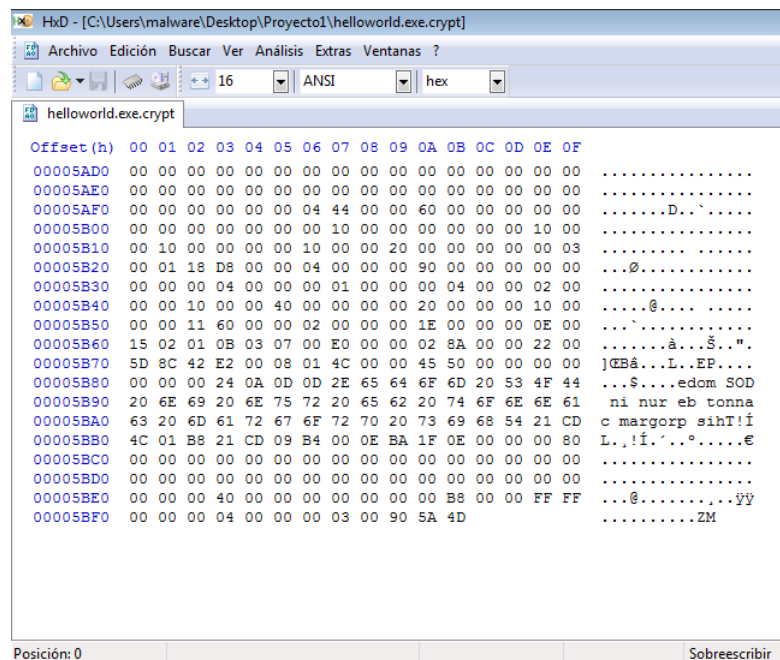 HxD - [C:\Users\malware\Desktop\Proyecto1\helloworld.exe.crypt]
Archivo Edición Buscar Ver Análisis Extras Ventanas ?
16 ANSI hex
helloworld.exe.crypt
Offset(h) 00 01 02 03 04 05 06 07 08 09 0A 0B 0C 0D 0E 0F
00005AD0 00 00 00 00 00 00 00 00 00 00 00 00 00 00 00 00 ................
00005AE0 00 00 00 00 00 00 00 00 00 00 00 00 00 00 00 00 ................
00005AF0 00 00 00 00 00 00 04 44 00 00 60 00 00 00 00 00 .......D..`.....
00005B00 00 00 00 00 00 00 00 10 00 00 00 00 00 00 10 00 ................
00005B10 00 10 00 00 00 00 10 00 00 20 00 00 00 00 00 03 ......... ......
00005B20 00 01 18 D8 00 00 04 00 00 00 90 00 00 00 00 00 ...Ø............
00005B30 00 00 00 04 00 00 00 01 00 00 00 04 00 00 02 00 ................
00005B40 00 00 10 00 00 40 00 00 00 00 20 00 00 00 10 00 .....@.... .....
00005B50 00 00 11 60 00 00 02 00 00 00 1E 00 00 00 0E 00 ...`............
00005B60 15 02 01 0B 03 07 00 E0 00 00 02 8A 00 00 22 00 .......à...Š..".
00005B70 5D 8C 42 E2 00 08 01 4C 00 00 45 50 00 00 00 00 ]ŒBâ...L..EP....
00005B80 00 00 00 24 0A 0D 0D 2E 65 64 6F 6D 20 53 4F 44 ...$....edom SOD
00005B90 20 6E 69 20 6E 75 72 20 65 62 20 74 6F 6E 6E 61  ni nur eb tonna
00005BA0 63 20 6D 61 72 67 6F 72 70 20 73 69 68 54 21 CD c margorp sihT!Í
00005BB0 4C 01 B8 21 CD 09 B4 00 0E BA 1F 0E 00 00 00 80 L.¸!Í.´..º.....€
00005BC0 00 00 00 00 00 00 00 00 00 00 00 00 00 00 00 00 ................
00005BD0 00 00 00 00 00 00 00 00 00 00 00 00 00 00 00 00 ................
00005BE0 00 00 00 40 00 00 00 00 00 00 00 B8 00 00 FF FF ...@.......¸..ÿÿ
00005BF0 00 00 00 04 00 00 00 03 00 90 5A 4D ..........ZM
Posición: 0 Sobreescribir